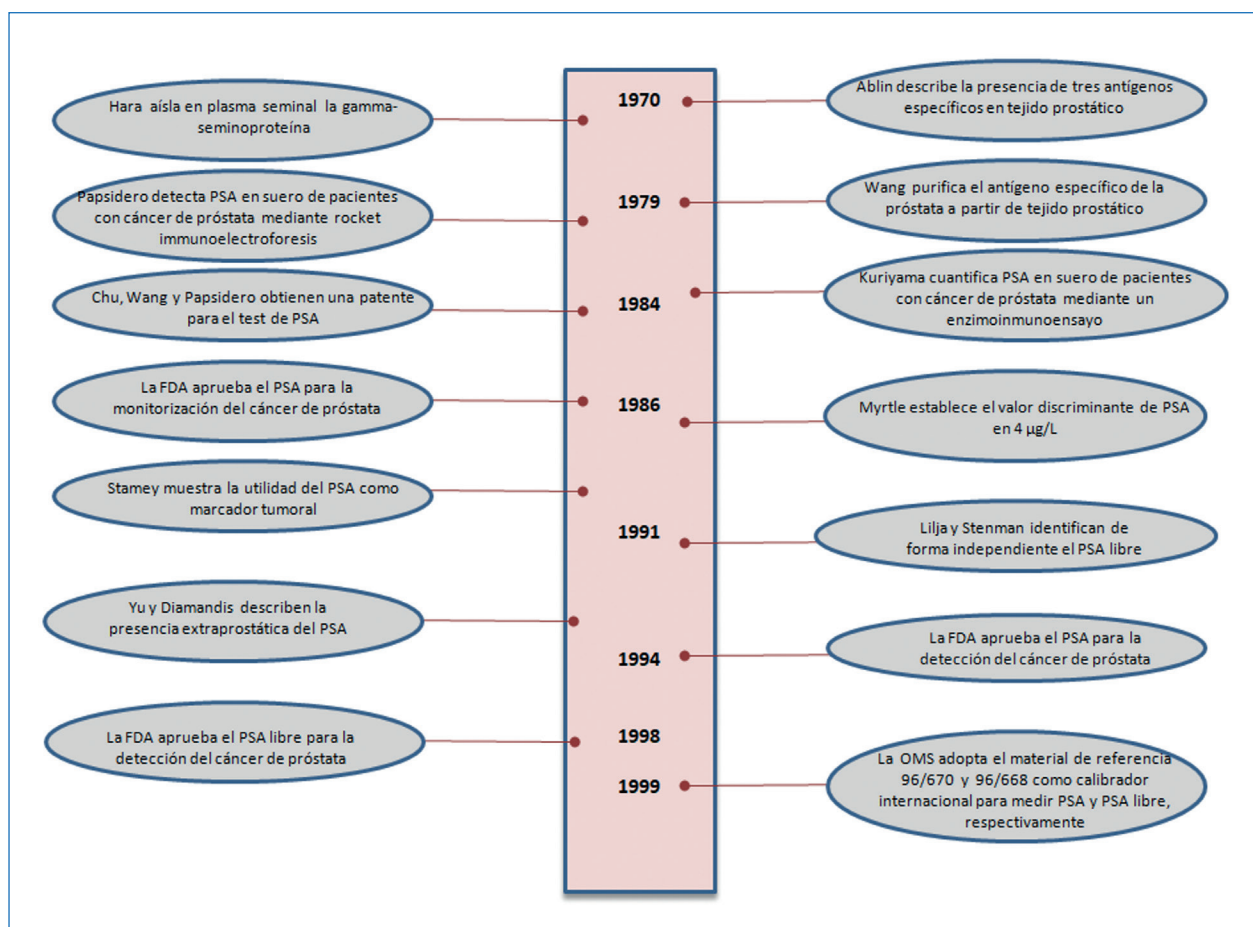 1970
Ablin describe la presencia de tres antígenos
específicos en tejido prostático
Hara aísla en plasma seminal la gamma-
seminoproteína
1979
Wang purifica el antígeno específico de la
próstata a partir de tejido prostático
Papsidero detecta PSA en suero de pacientes
con cáncer de próstata mediante rocket
immunoelectroforesis
Kuriyama cuantifica PSA en suero de pacientes
con cáncer de próstata mediante un
enzimoinmunoensayo
1984
Chu, Wang y Papsidero obtienen una patente
para el test de PSA
1986
La FDA aprueba el PSA para la
monitorización del cáncer de próstata
Myrtle establece el valor discriminante de PSA
en 4 µg/L
Stamey muestra la utilidad del PSA como
marcador tumoral
1991
Lilja y Stenman identifican de
forma independiente el PSA libre
Yu y Diamandis describen la
presencia extraprostática del PSA
1994
La FDA aprueba el PSA para la
detección del cáncer de próstata
1998
La FDA aprueba el PSA libre para la
detección del cáncer de próstata
1999
La OMS adopta el material de referencia
96/670 y 96/668 como calibrador
internacional para medir PSA y PSA libre,
respectivamente